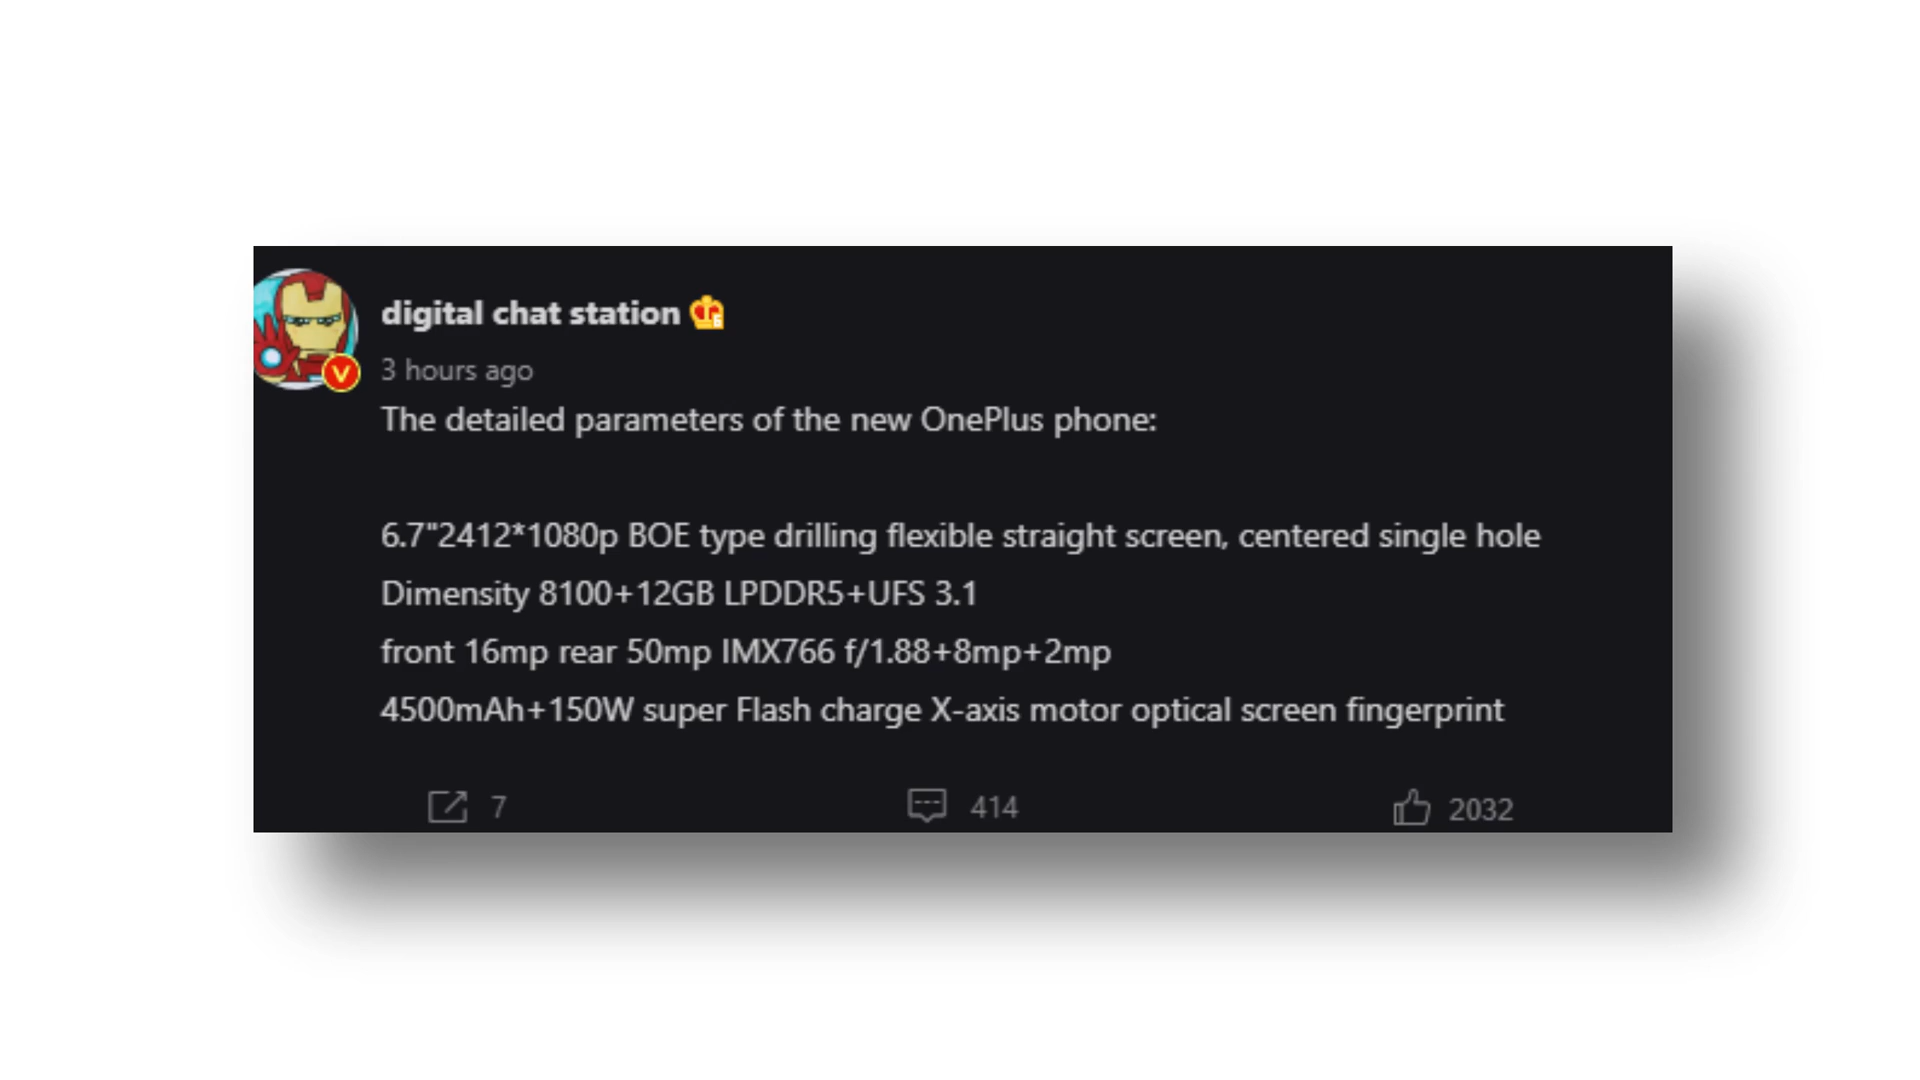 digital chat station
3 hours ago
The detailed parameters of the new OnePlus phone:
6.7"2412*1080p BOE type drilling flexible straight screen, centered single hole
Dimensity 8100+12GB LPDDR5+UFS 3.1
front 16mp rear 50mp IMX766 f/1.88+8mp+2mp
4500mAh+150W super Flash charge X-axis motor optical screen fingerprint
7 414 2032